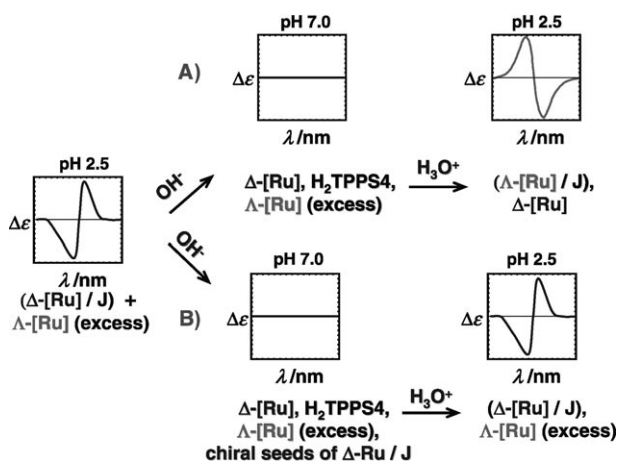 pH 7.0
pH 2.5
A)
Δε
Δε
λ/nm
λ/nm
pH 2.5
OH-
Δ-[Ru], H2TPPS4,
Λ-[Ru] (excess)
H3O+
(Λ-[Ru] / J),
Δ-[Ru]
Δε
OH-
λ/nm
(Δ-[Ru] / J) +
Λ-[Ru] (excess)
pH 7.0
pH 2.5
B)
Δε
Δε
λ/nm
λ/nm
Δ-[Ru], H2TPPS4,
Λ-[Ru] (excess),
chiral seeds of Δ-Ru / J
H3O+
(Δ-[Ru] / J),
Λ-[Ru] (excess)